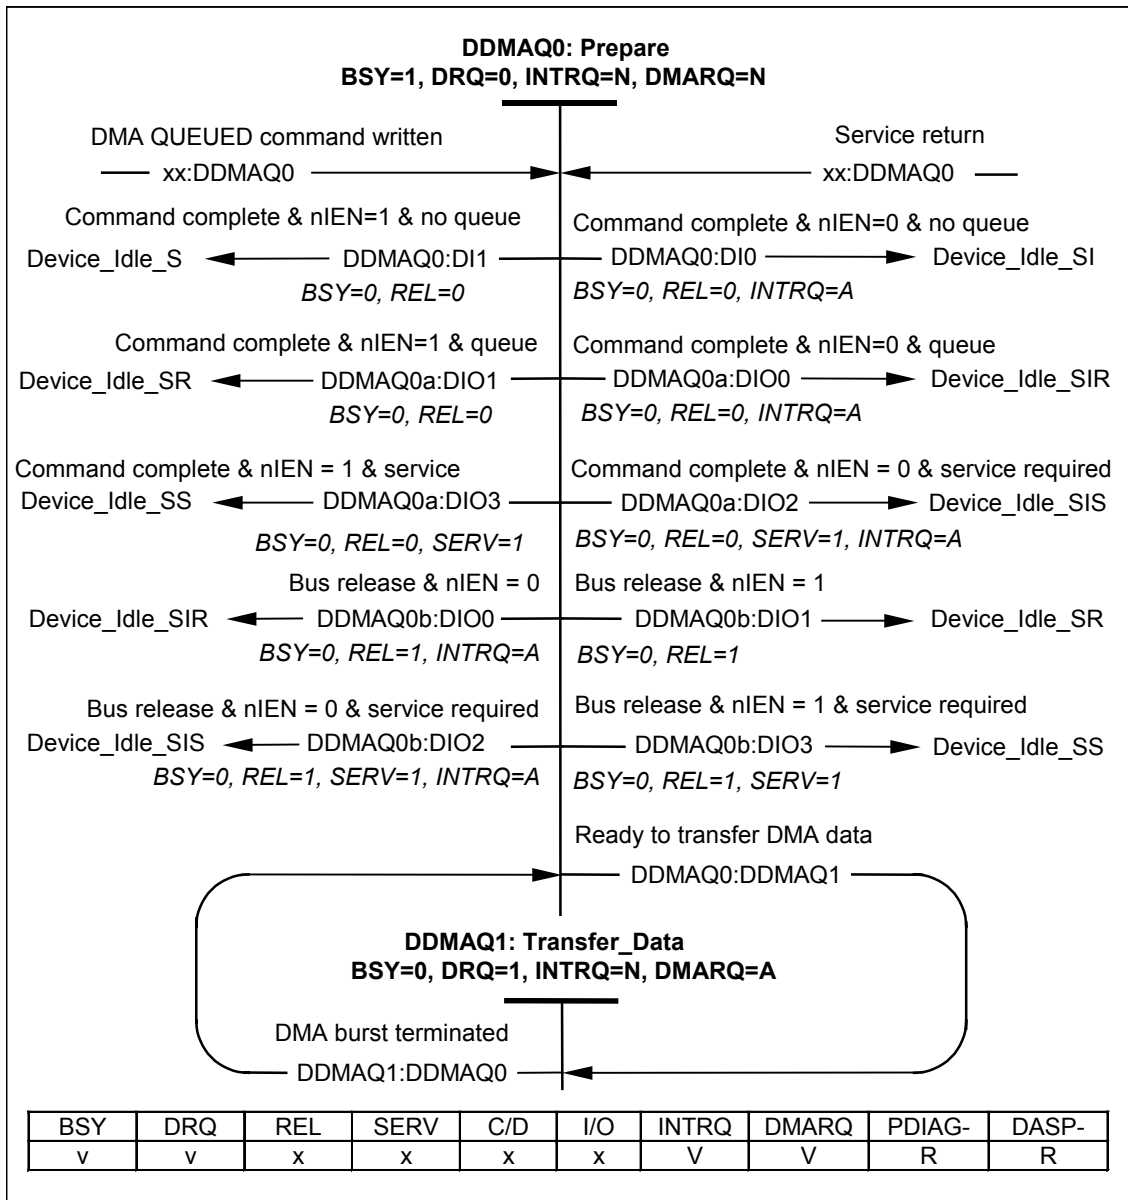 DDMAQ0: Prepare
BSY=1, DRQ=0, INTRQ=N, DMARQ=N
DMA QUEUED command written
Service return
xx:DDMAQ0
xx:DDMAQ0
Command complete & nIEN=1 & no queue
Command complete & nIEN=0 & no queue
Device_Idle_S
DDMAQ0:DI1
DDMAQ0:DI0
Device_Idle_SI
BSY=0, REL=0
BSY=0, REL=0, INTRQ=A
Command complete & nIEN=1 & queue
Command complete & nIEN=0 & queue
Device_Idle_SR
DDMAQ0a:DIO1
DDMAQ0a:DIO0
Device_Idle_SIR
BSY=0, REL=0
BSY=0, REL=0, INTRQ=A
Command complete & nIEN = 1 & service
Command complete & nIEN = 0 & service required
Device_Idle_SS
DDMAQ0a:DIO3
DDMAQ0a:DIO2
Device_Idle_SIS
BSY=0, REL=0, SERV=1
BSY=0, REL=0, SERV=1, INTRQ=A
Bus release & nIEN = 0
Bus release & nIEN = 1
Device_Idle_SIR
DDMAQ0b:DIO0
DDMAQ0b:DIO1
Device_Idle_SR
BSY=0, REL=1, INTRQ=A
BSY=0, REL=1
Bus release & nIEN = 0 & service required
Bus release & nIEN = 1 & service required
Device_Idle_SIS
DDMAQ0b:DIO2
DDMAQ0b:DIO3
Device_Idle_SS
BSY=0, REL=1, SERV=1, INTRQ=A
BSY=0, REL=1, SERV=1
Ready to transfer DMA data
DDMAQ0:DDMAQ1
DDMAQ1: Transfer_Data
BSY=0, DRQ=1, INTRQ=N, DMARQ=A
DMA burst terminated
DDMAQ1:DDMAQ0
BSY DRQ REL SERV C/D I/O INTRQ DMARQ PDIAG- DASP-
v v x x x x V V R R